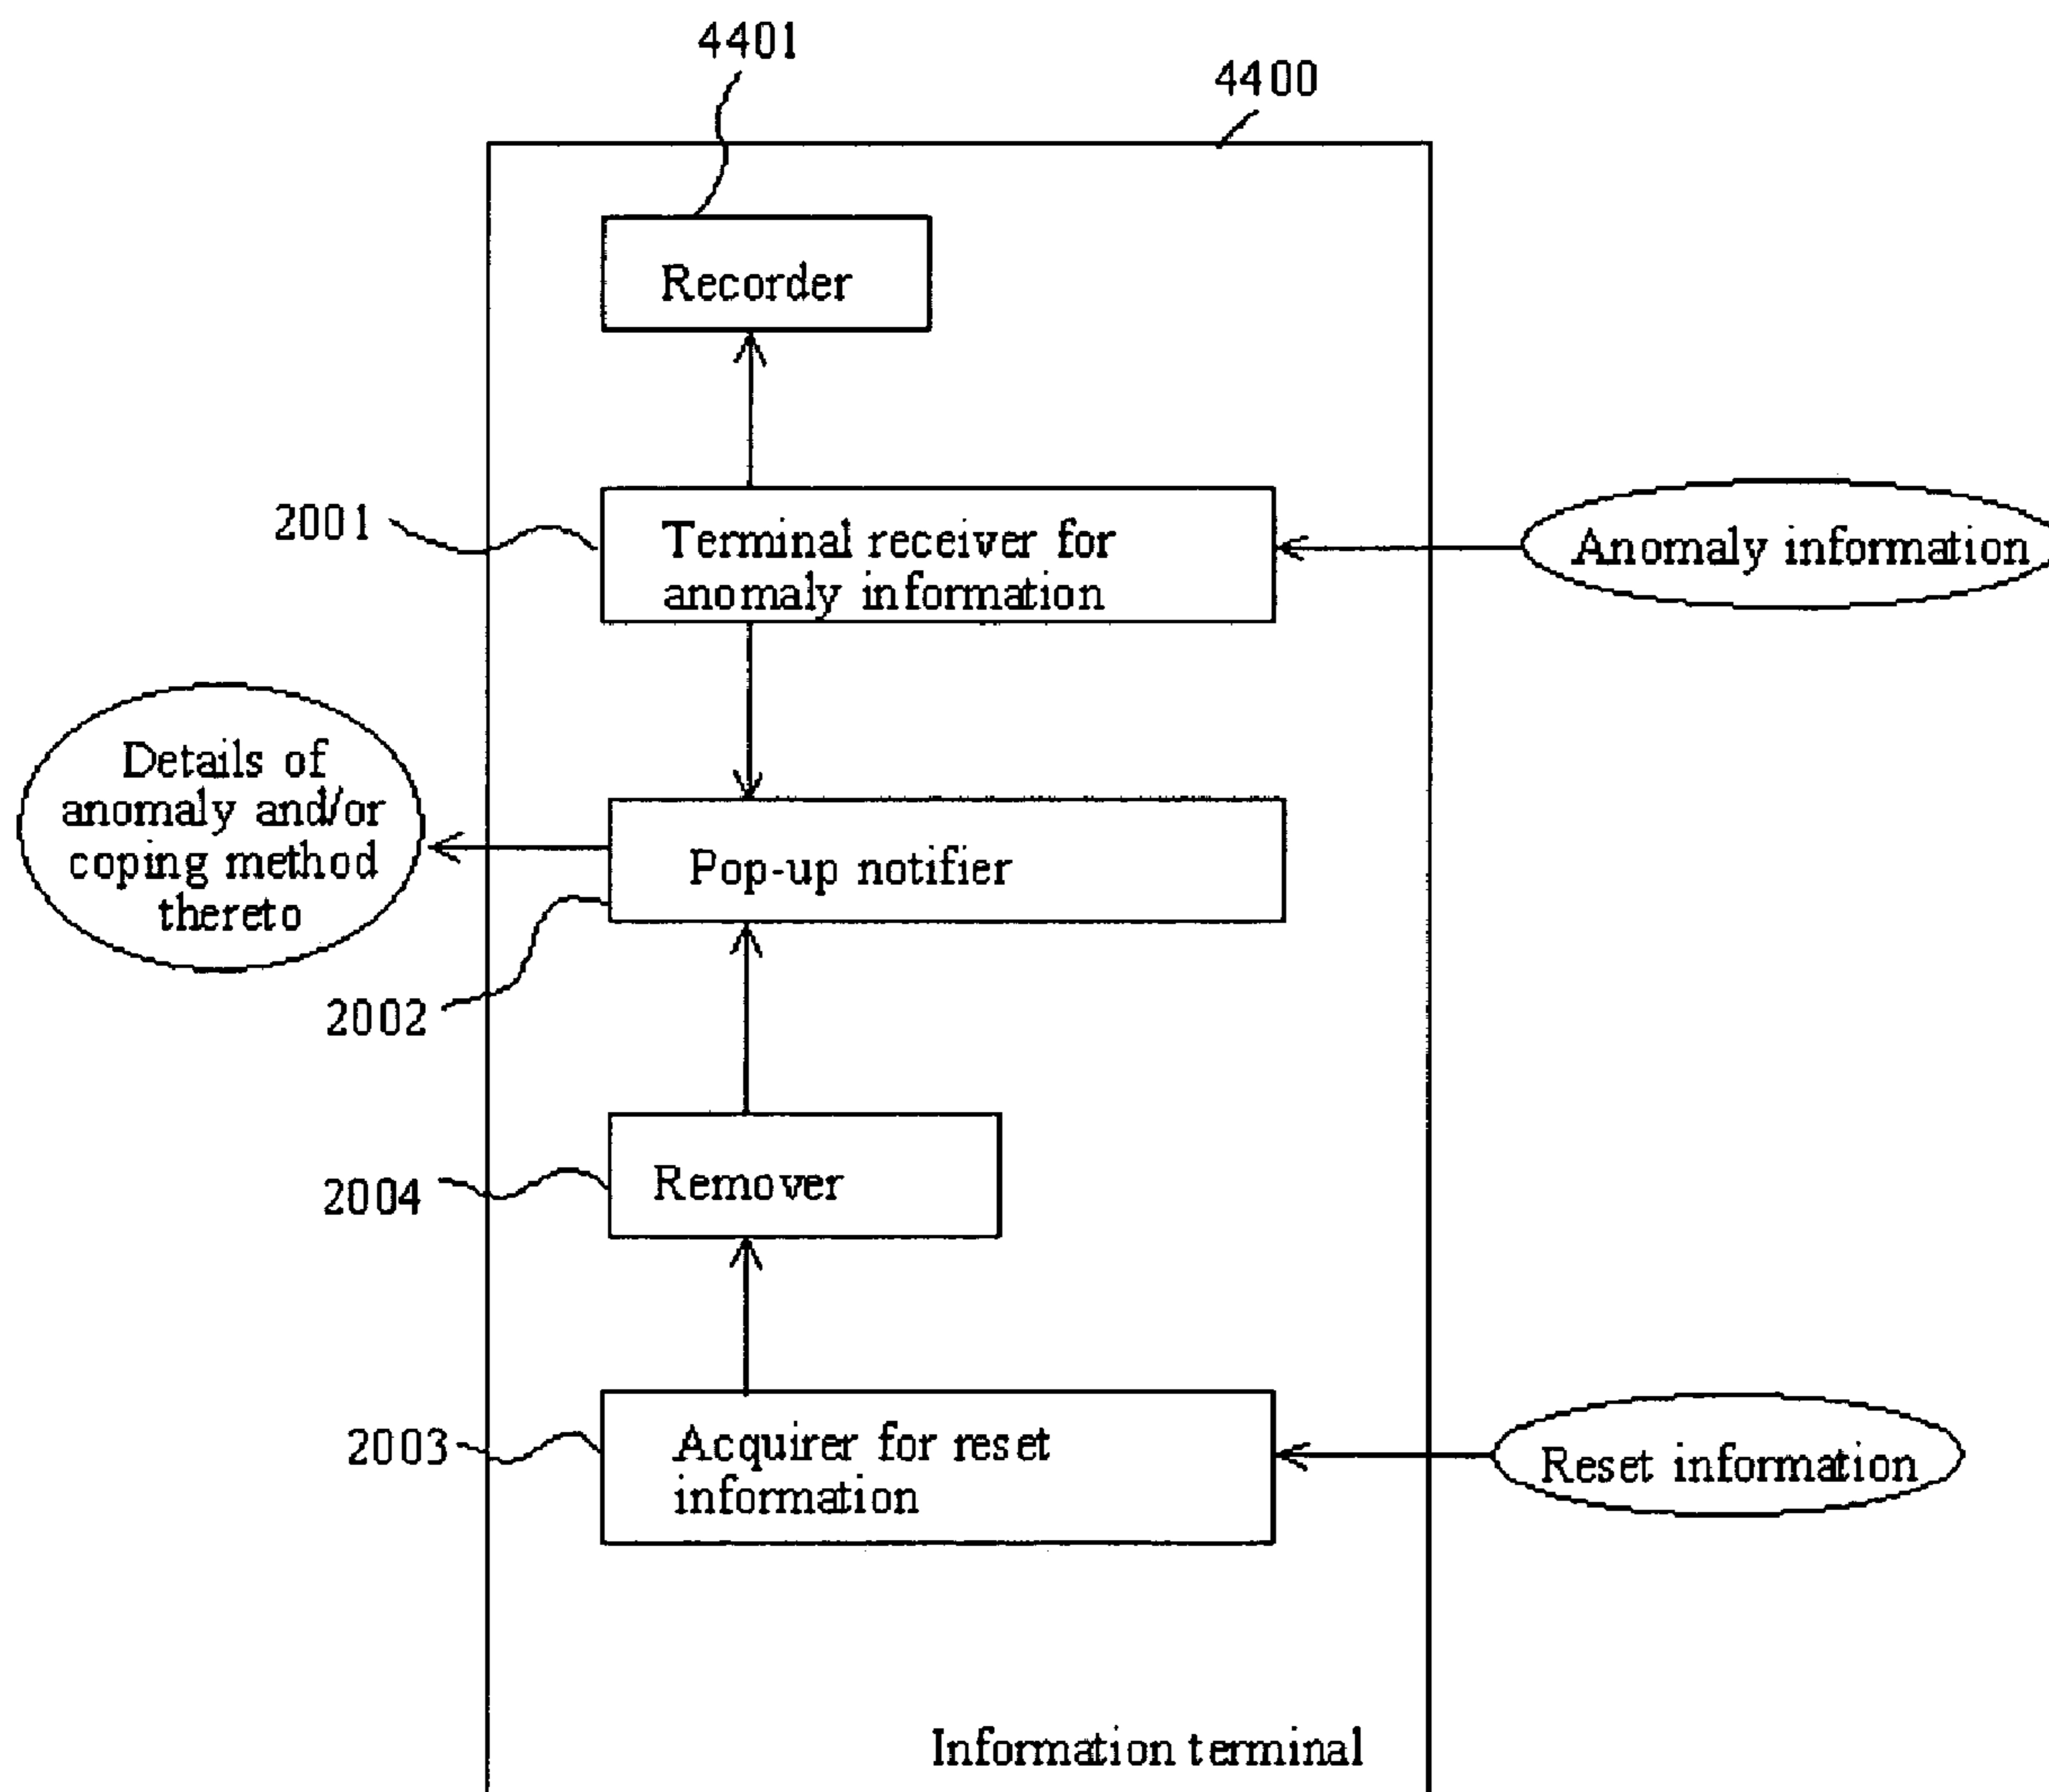 4401
4400
Recorder
2001
Terminal receiver for
anomaly information
Anomaly information
Details of
anomaly and/or
coping method
thereto
Pop-up notifier
2002
2004
Remover
2003
Acquirer for reset
information
Reset information
Information terminal